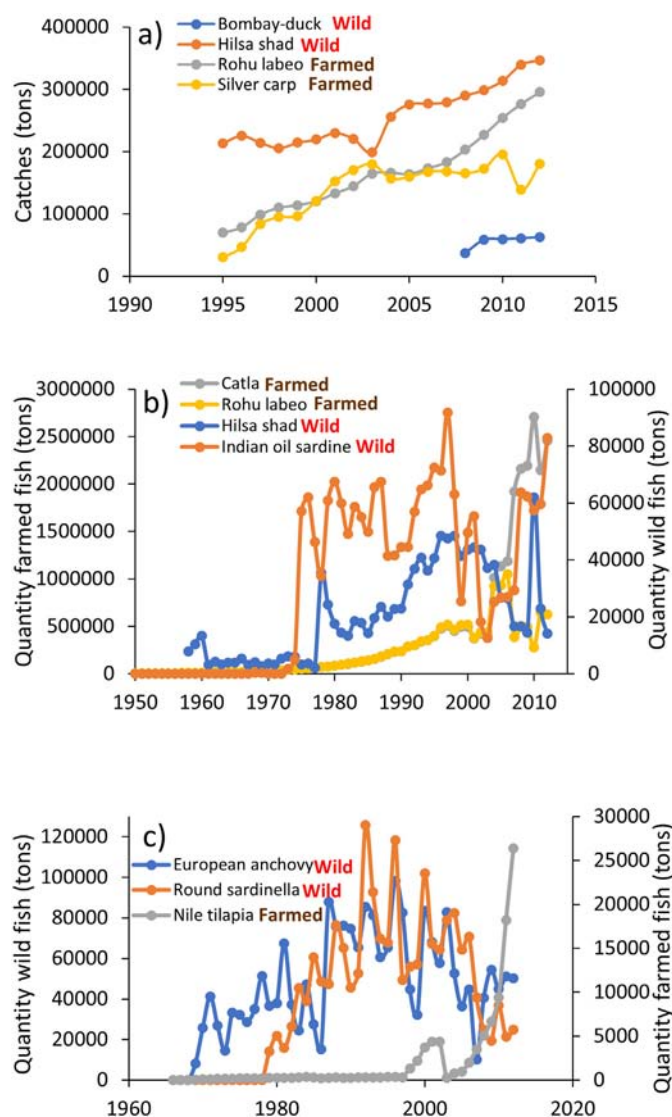 a)
Bombay-duck Wild
Hilsa shad Wild
Rohu labeo Farmed
Silver carp Farmed
Catches (tons)
400000
300000
200000
100000
0
1990 1995 2000 2005 2010 2015
b)
Catla Farmed
Rohu labeo Farmed
Hilsa shad Wild
Indian oil sardine Wild
Quantity farmed fish (tons)
3000000
2500000
2000000
1500000
1000000
500000
0
100000
80000
60000
40000
20000
0
Quantity wild fish (tons)
1950 1960 1970 1980 1990 2000 2010
c)
European anchovy Wild
Round sardinella Wild
Nile tilapia Farmed
Quantity wild fish (tons)
120000
100000
80000
60000
40000
20000
0
30000
25000
20000
15000
10000
5000
0
Quantity farmed fish (tons)
1960 1980 2000 2020